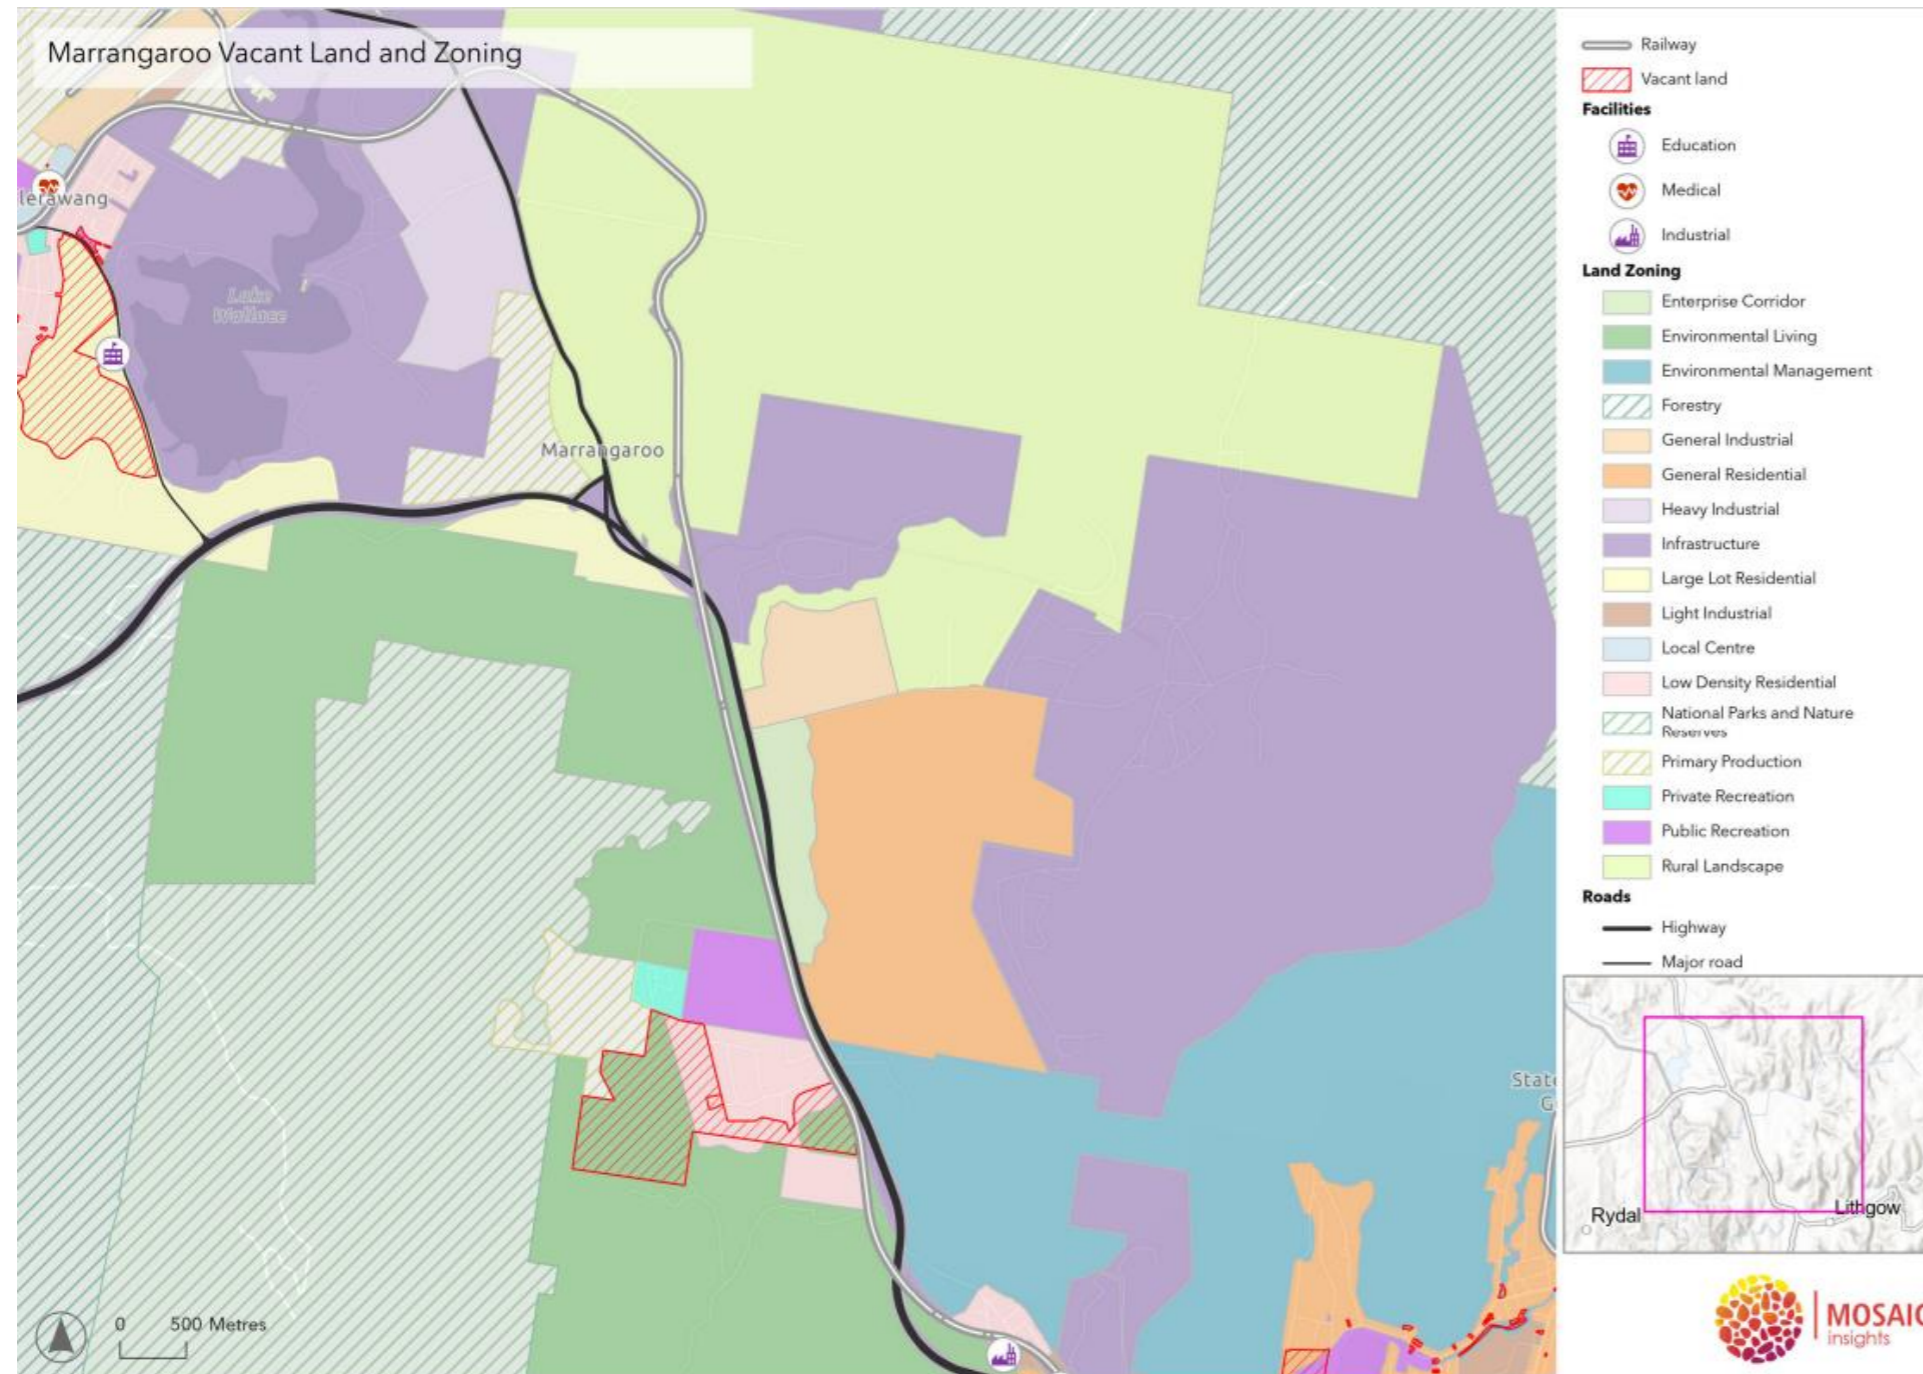 Marrangaroo Vacant Land and Zoning
lerawang
Lake
Wallace
Marrangaroo
State
G
0 500 Metres
Railway
Vacant land
Facilities
Education
Medical
Industrial
Land Zoning
Enterprise Corridor
Environmental Living
Environmental Management
Forestry
General Industrial
General Residential
Heavy Industrial
Infrastructure
Large Lot Residential
Light Industrial
Local Centre
Low Density Residential
National Parks and Nature
Reserves
Primary Production
Private Recreation
Public Recreation
Rural Landscape
Roads
Highway
Major road
Rydal
Lithgow
MOSAIC
insights